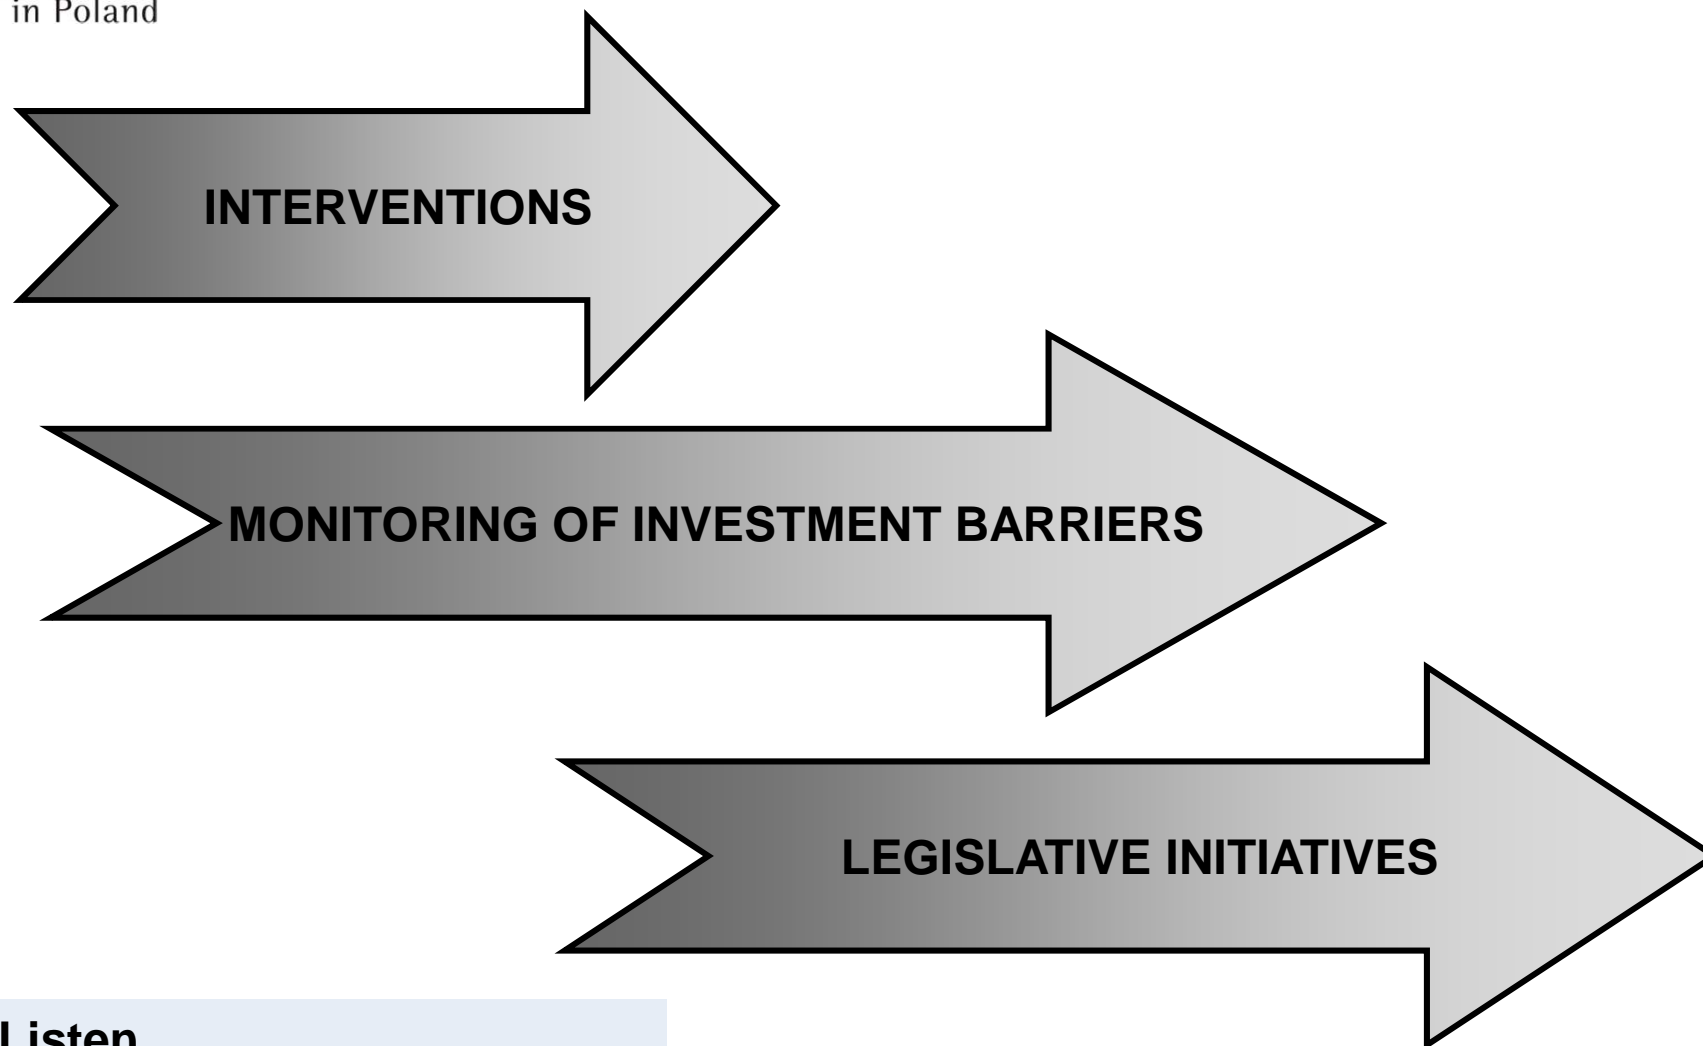 in Poland
INTERVENTIONS
MONITORING OF INVESTMENT BARRIERS
LEGISLATIVE INITIATIVES
Listen